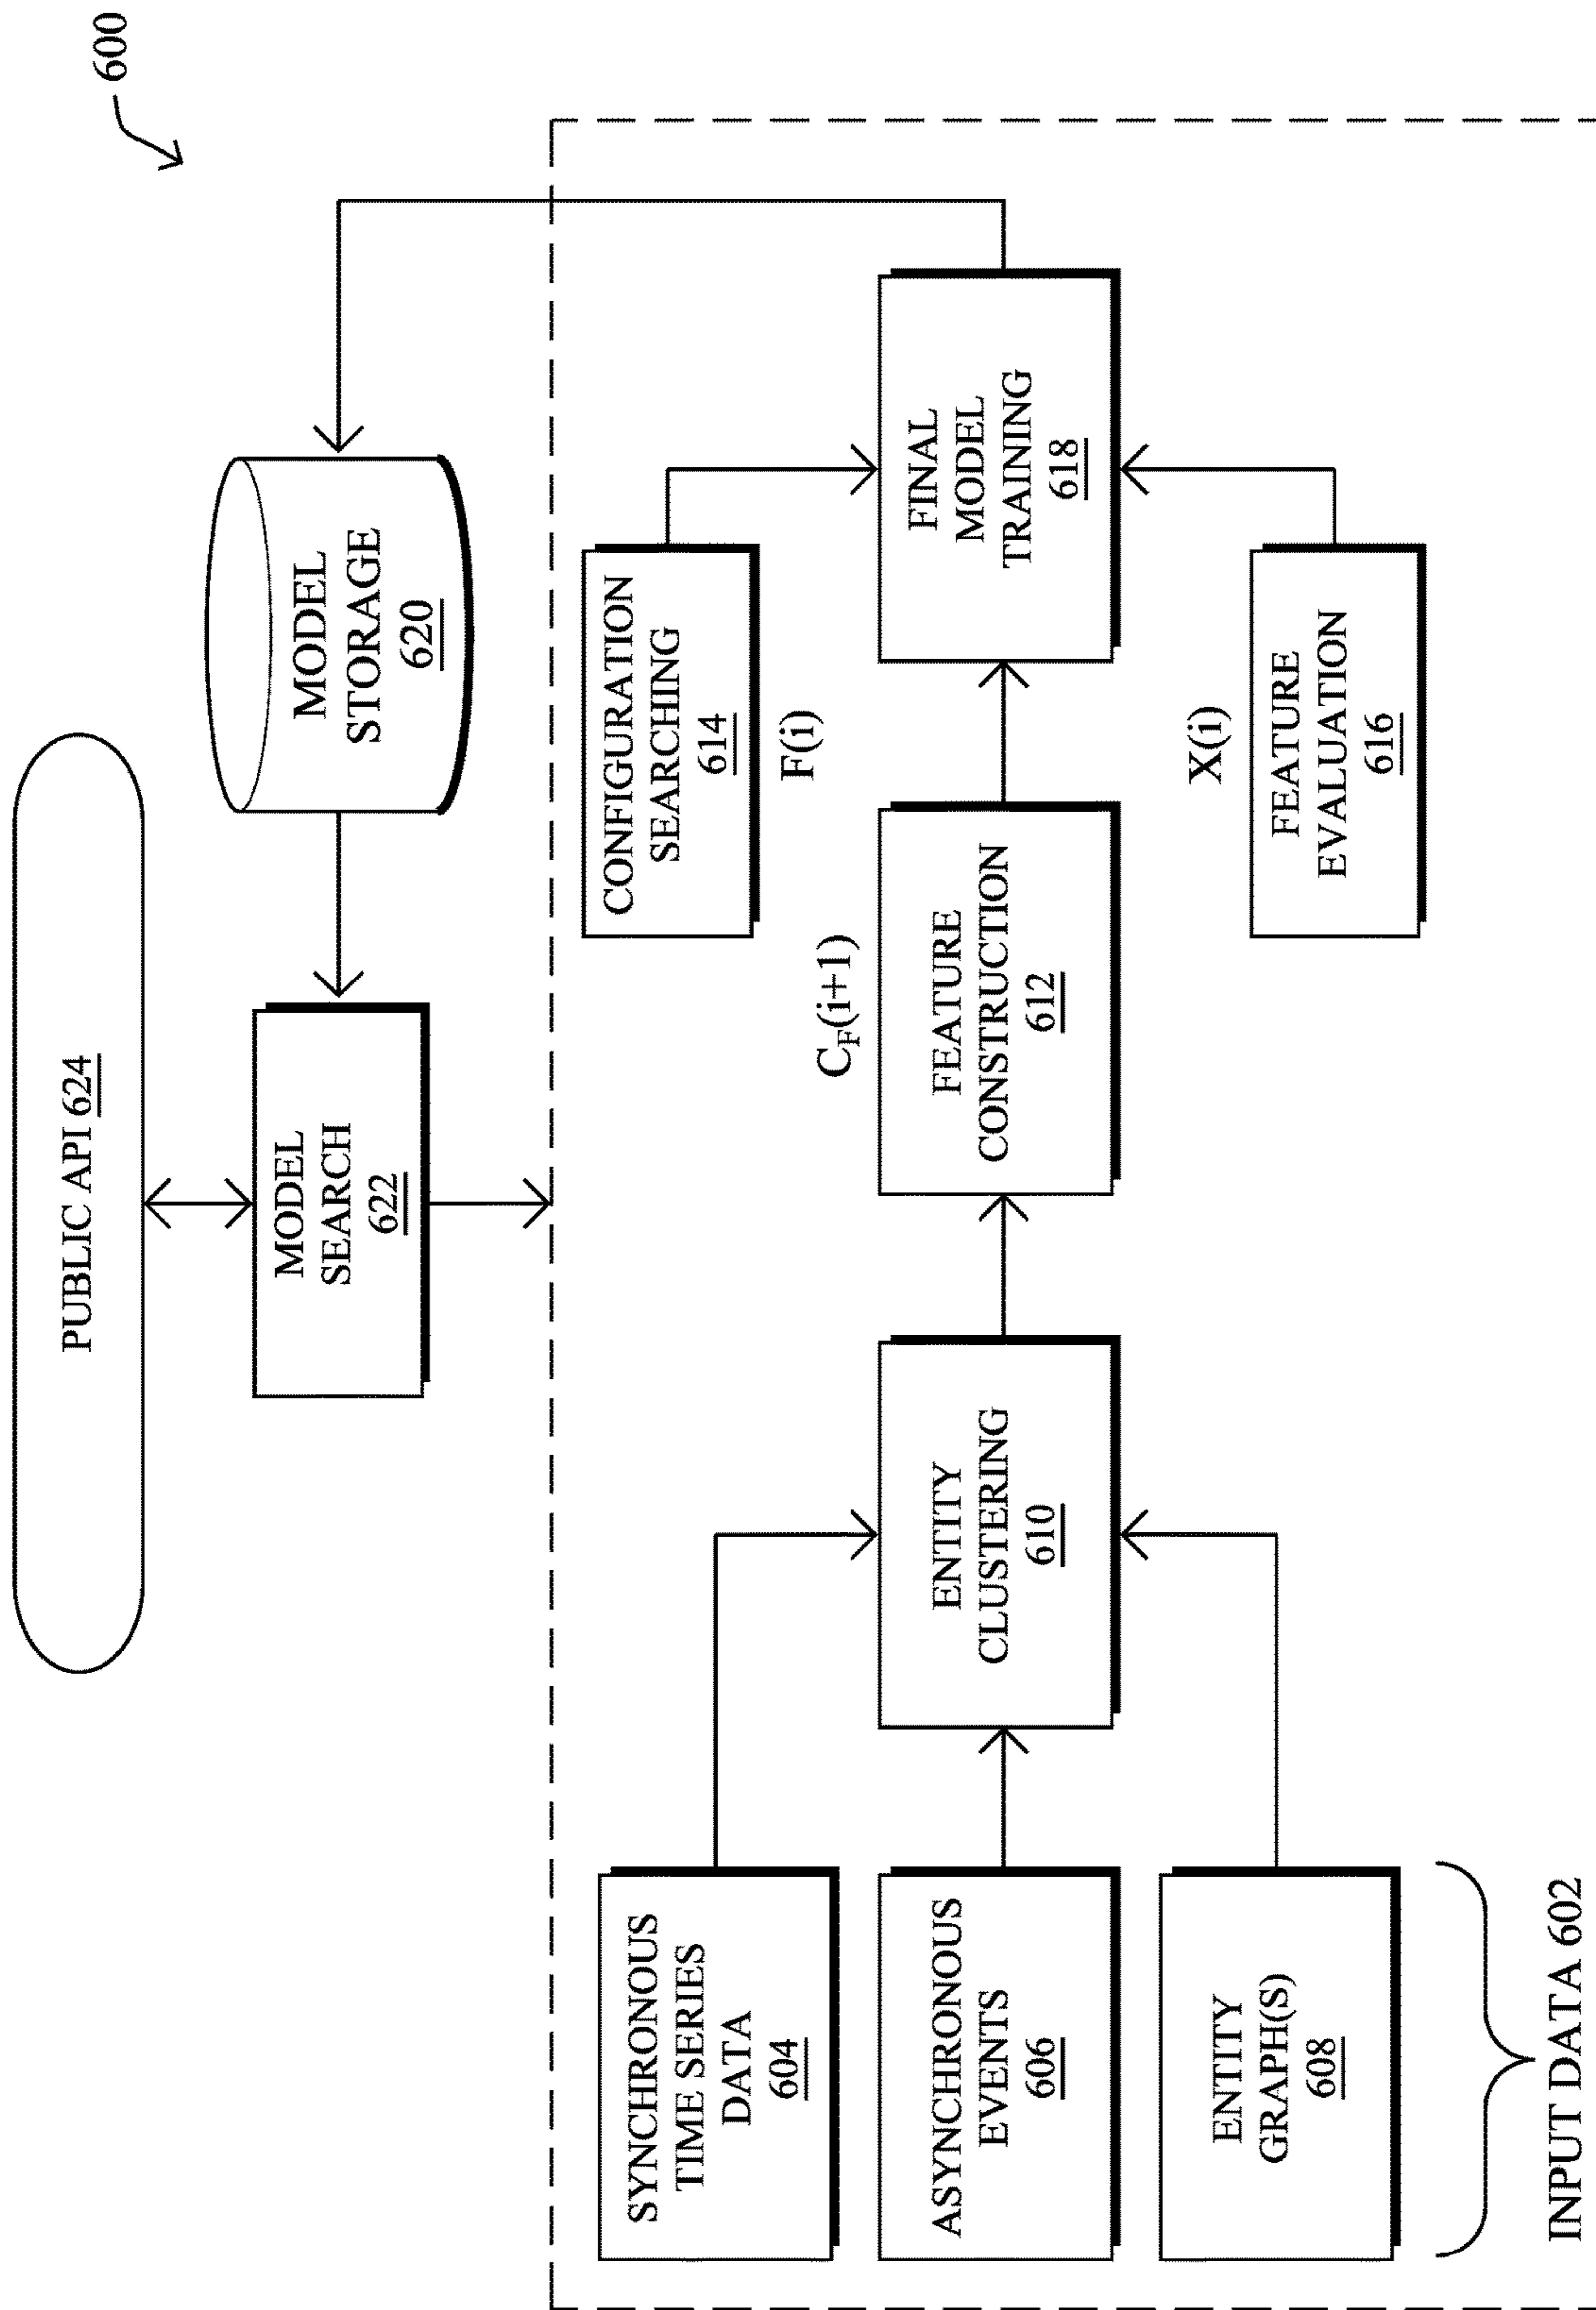 600
PUBLIC API 624
MODEL
SEARCH
622
MODEL
STORAGE
620
SYNCHRONOUS
TIME SERIES
DATA
604
ASYNCHRONOUS
EVENTS
606
ENTITY
GRAPH(S)
608
INPUT DATA 602
ENTITY
CLUSTERING
610
C_F(i+1)
FEATURE
CONSTRUCTION
612
CONFIGURATION
SEARCHING
614
F(i)
X(i)
FEATURE
EVALUATION
616
FINAL
MODEL
TRAINING
618